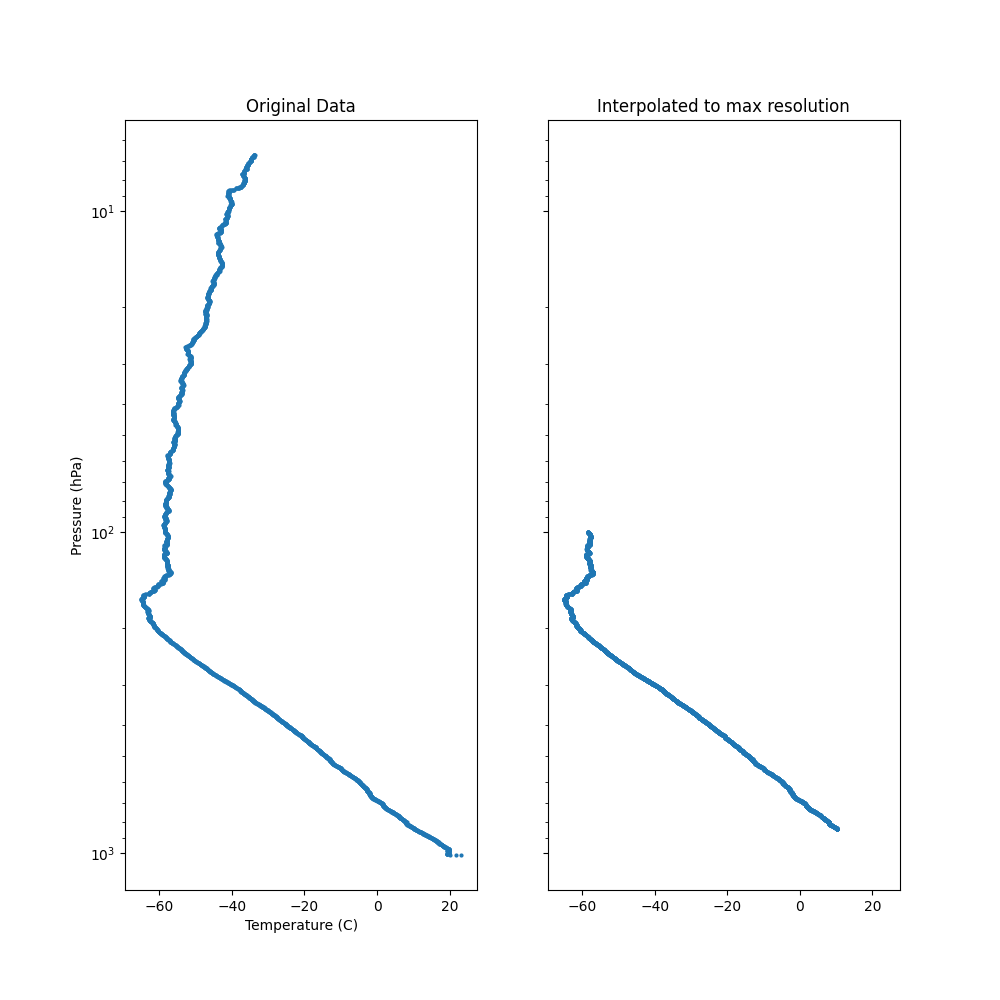 Original Data
Interpolated to max resolution
10¹
10²
10³
Pressure (hPa)
−60 −40 −20 0 20
−60 −40 −20 0 20
Temperature (C)